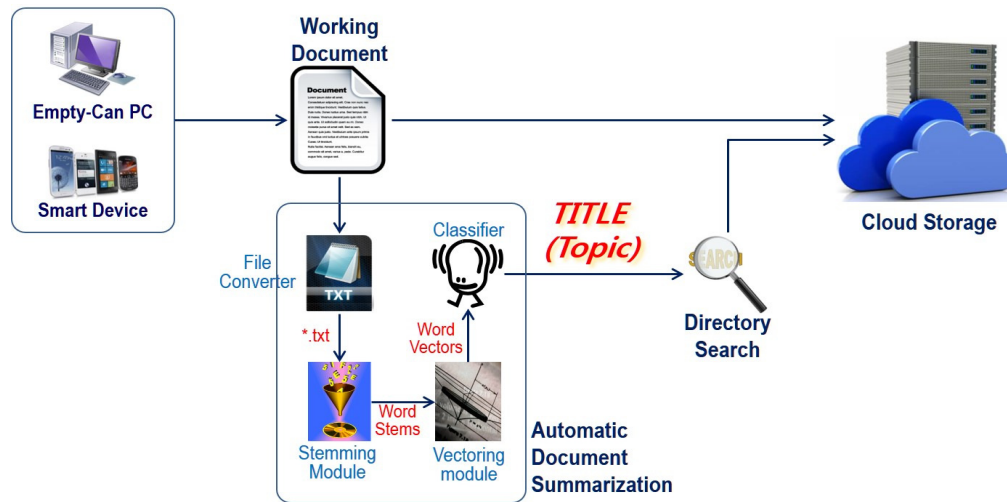 Working
Document
Empty-Can PC
Smart Device
Document
Cloud Storage
TITLE
(Topic)
Classifier
File
Converter
TXT
*.txt
Word
Vectors
SEARCH
Directory
Search
Word
Stems
Stemming
Module
Vectoring
module
Automatic
Document
Summarization